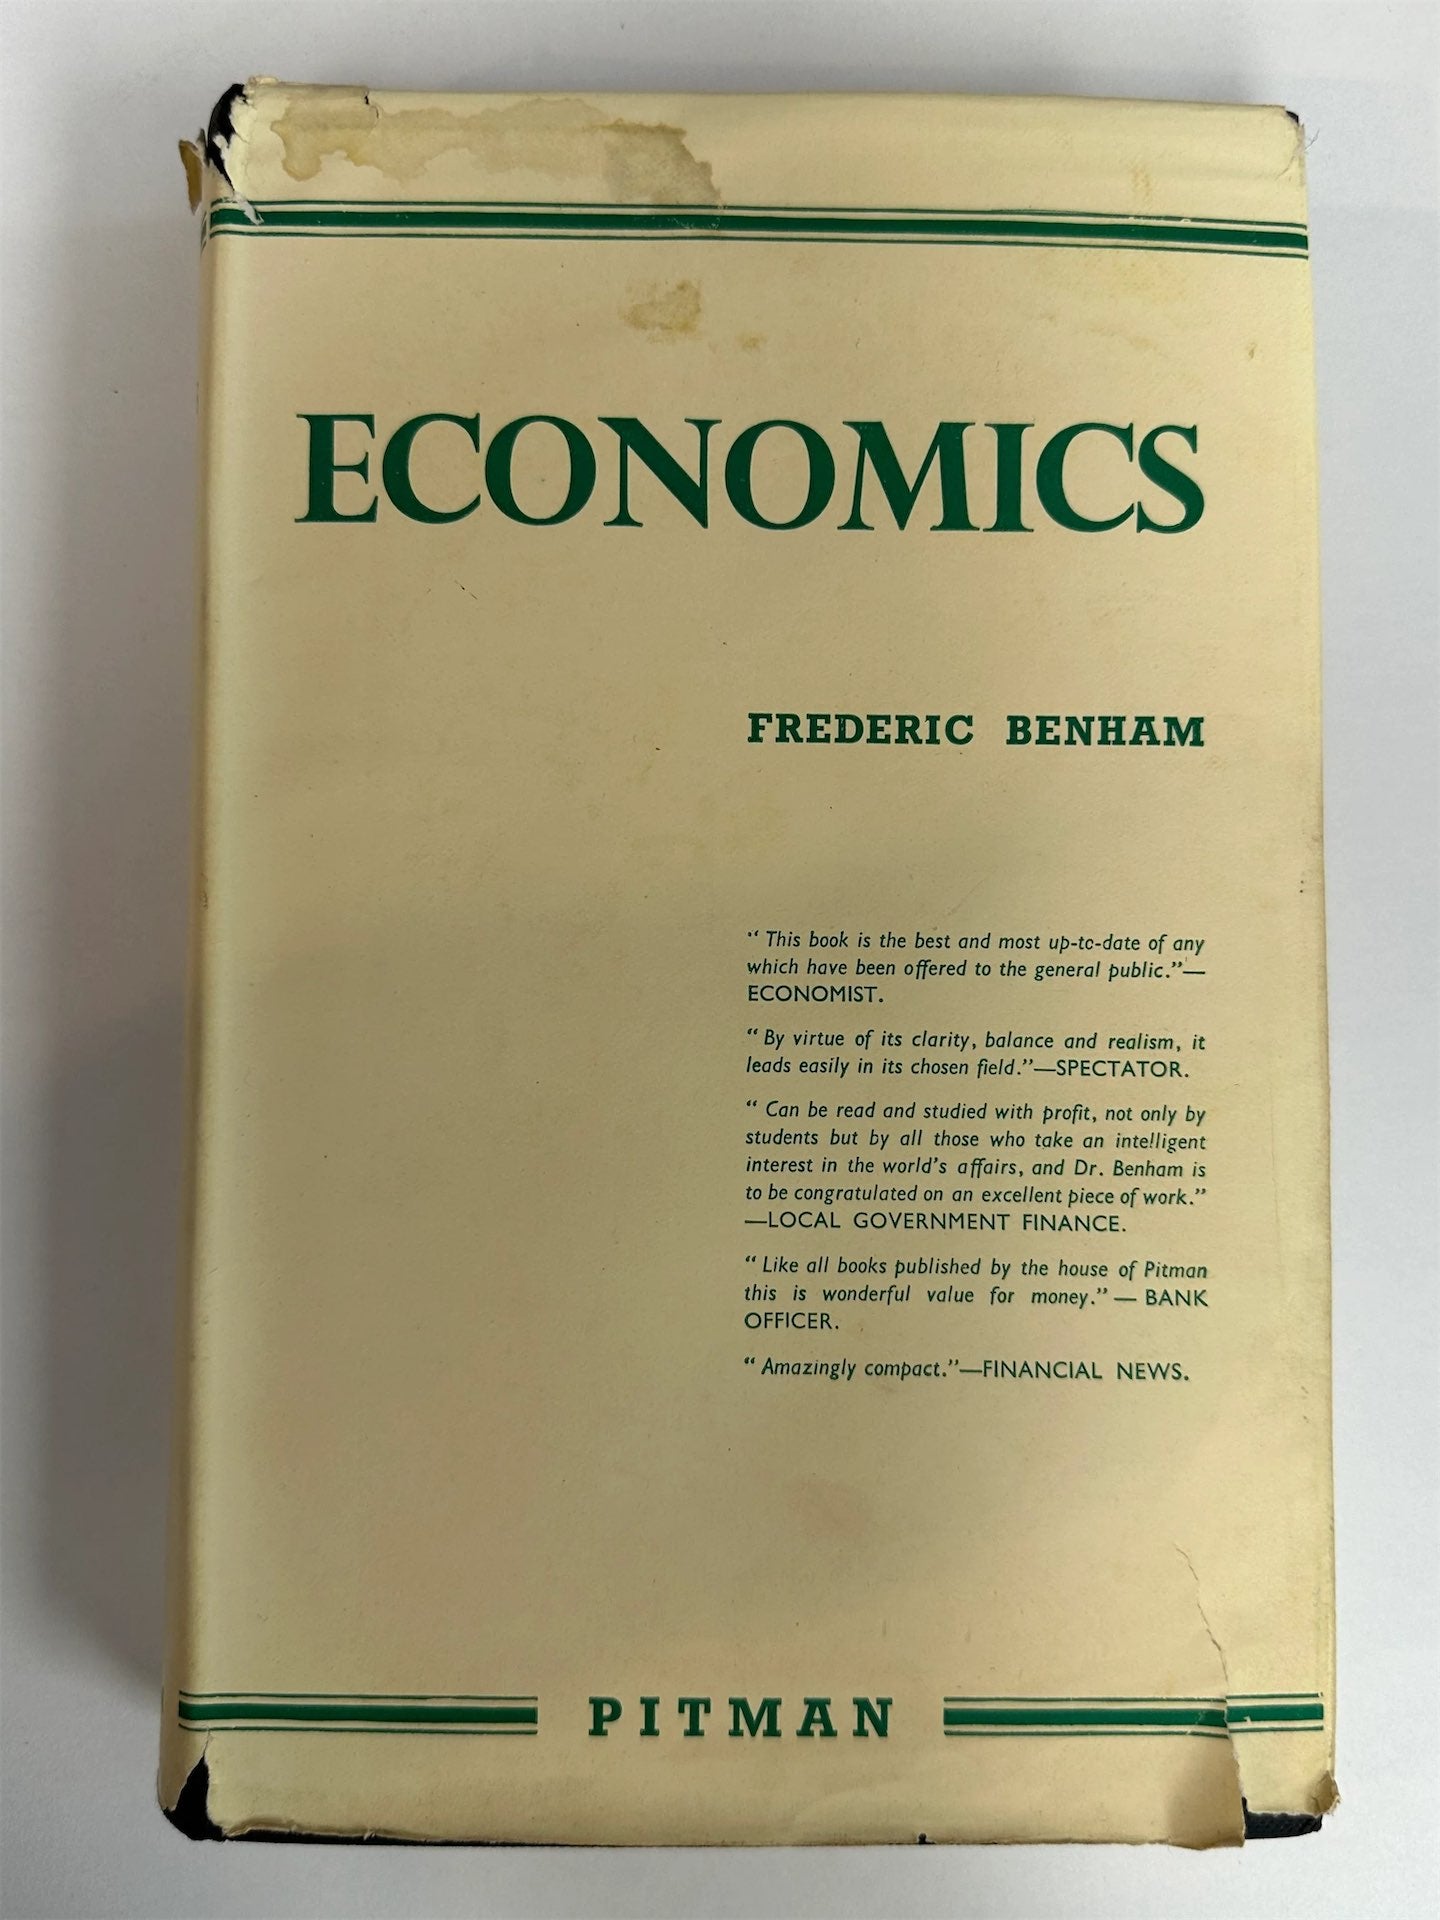 ECONOMICS
FREDERIC BENHAM
“ This book is the best and most up-to-date of any
which have been offered to the general public.”—
ECONOMIST.
“ By virtue of its clarity, balance and realism, it
leads easily in its chosen field.”—SPECTATOR.
“ Can be read and studied with profit, not only by
students but by all those who take an intelligent
interest in the world’s affairs, and Dr. Benham is
to be congratulated on an excellent piece of work.”
—LOCAL GOVERNMENT FINANCE.
“ Like all books published by the house of Pitman
this is wonderful value for money.” — BANK
OFFICER.
“ Amazingly compact.”—FINANCIAL NEWS.
PITMAN